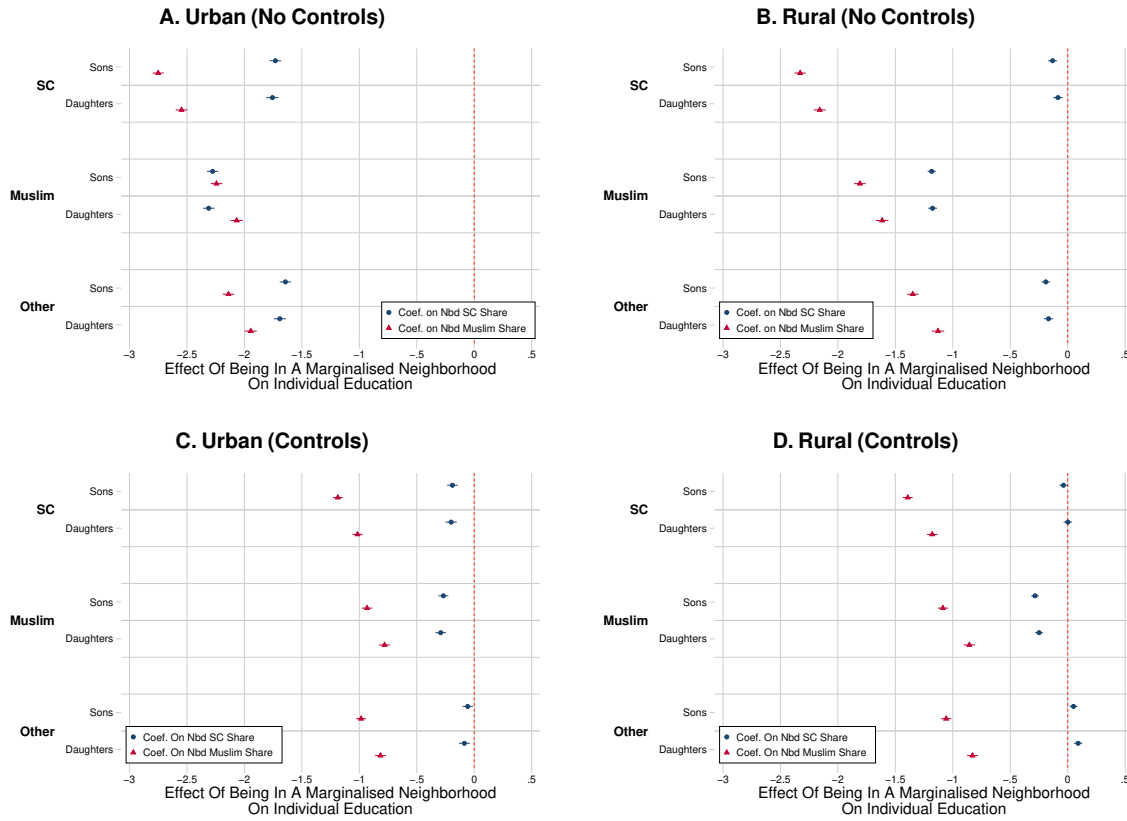 A. Urban (No Controls)
SC
Sons
Daughters
Muslim
Sons
Daughters
Other
Sons
Daughters
Coef. on Nbd SC Share
Coef. on Nbd Muslim Share
−3 −2.5 −2 −1.5 −1 −.5 0 .5
Effect Of Being In A Marginalised Neighborhood
On Individual Education
B. Rural (No Controls)
SC
Sons
Daughters
Muslim
Sons
Daughters
Other
Sons
Daughters
Coef. on Nbd SC Share
Coef. on Nbd Muslim Share
−3 −2.5 −2 −1.5 −1 −.5 0 .5
Effect Of Being In A Marginalised Neighborhood
On Individual Education
C. Urban (Controls)
SC
Sons
Daughters
Muslim
Sons
Daughters
Other
Sons
Daughters
Coef. On Nbd SC Share
Coef. On Nbd Muslim Share
−3 −2.5 −2 −1.5 −1 −.5 0 .5
Effect Of Being In A Marginalised Neighborhood
On Individual Education
D. Rural (Controls)
SC
Sons
Daughters
Muslim
Sons
Daughters
Other
Sons
Daughters
Coef. On Nbd SC Share
Coef. On Nbd Muslim Share
−3 −2.5 −2 −1.5 −1 −.5 0 .5
Effect Of Being In A Marginalised Neighborhood
On Individual Education